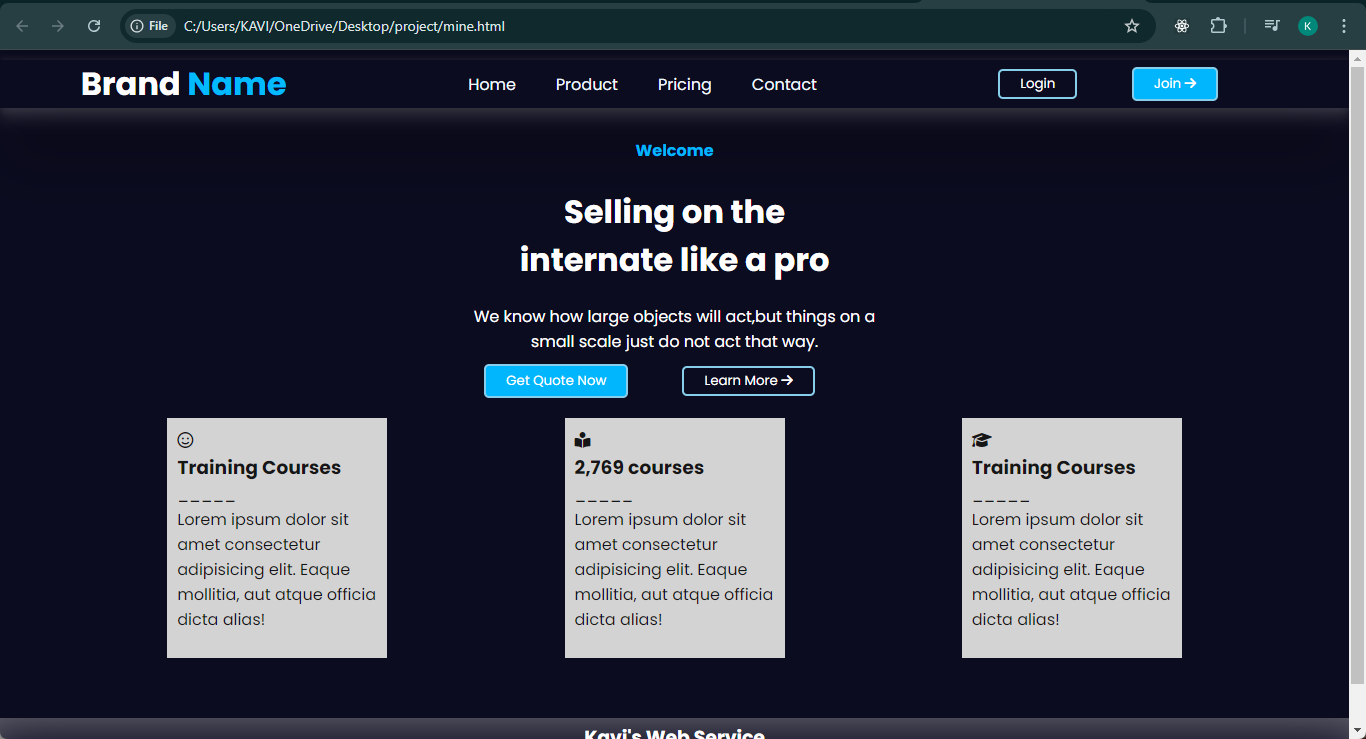 File C:/Users/KAVI/OneDrive/Desktop/project/mine.html K
Brand Name Home Product Pricing Contact Login Join →
Welcome
Selling on the
internate like a pro
We know how large objects will act,but things on a
small scale just do not act that way.
Get Quote Now Learn More →
Training Courses
_____
Lorem ipsum dolor sit
amet consectetur
adipisicing elit. Eaque
mollitia, aut atque officia
dicta alias!
2,769 courses
_____
Lorem ipsum dolor sit
amet consectetur
adipisicing elit. Eaque
mollitia, aut atque officia
dicta alias!
Training Courses
_____
Lorem ipsum dolor sit
amet consectetur
adipisicing elit. Eaque
mollitia, aut atque officia
dicta alias!
Kavi's Web Service